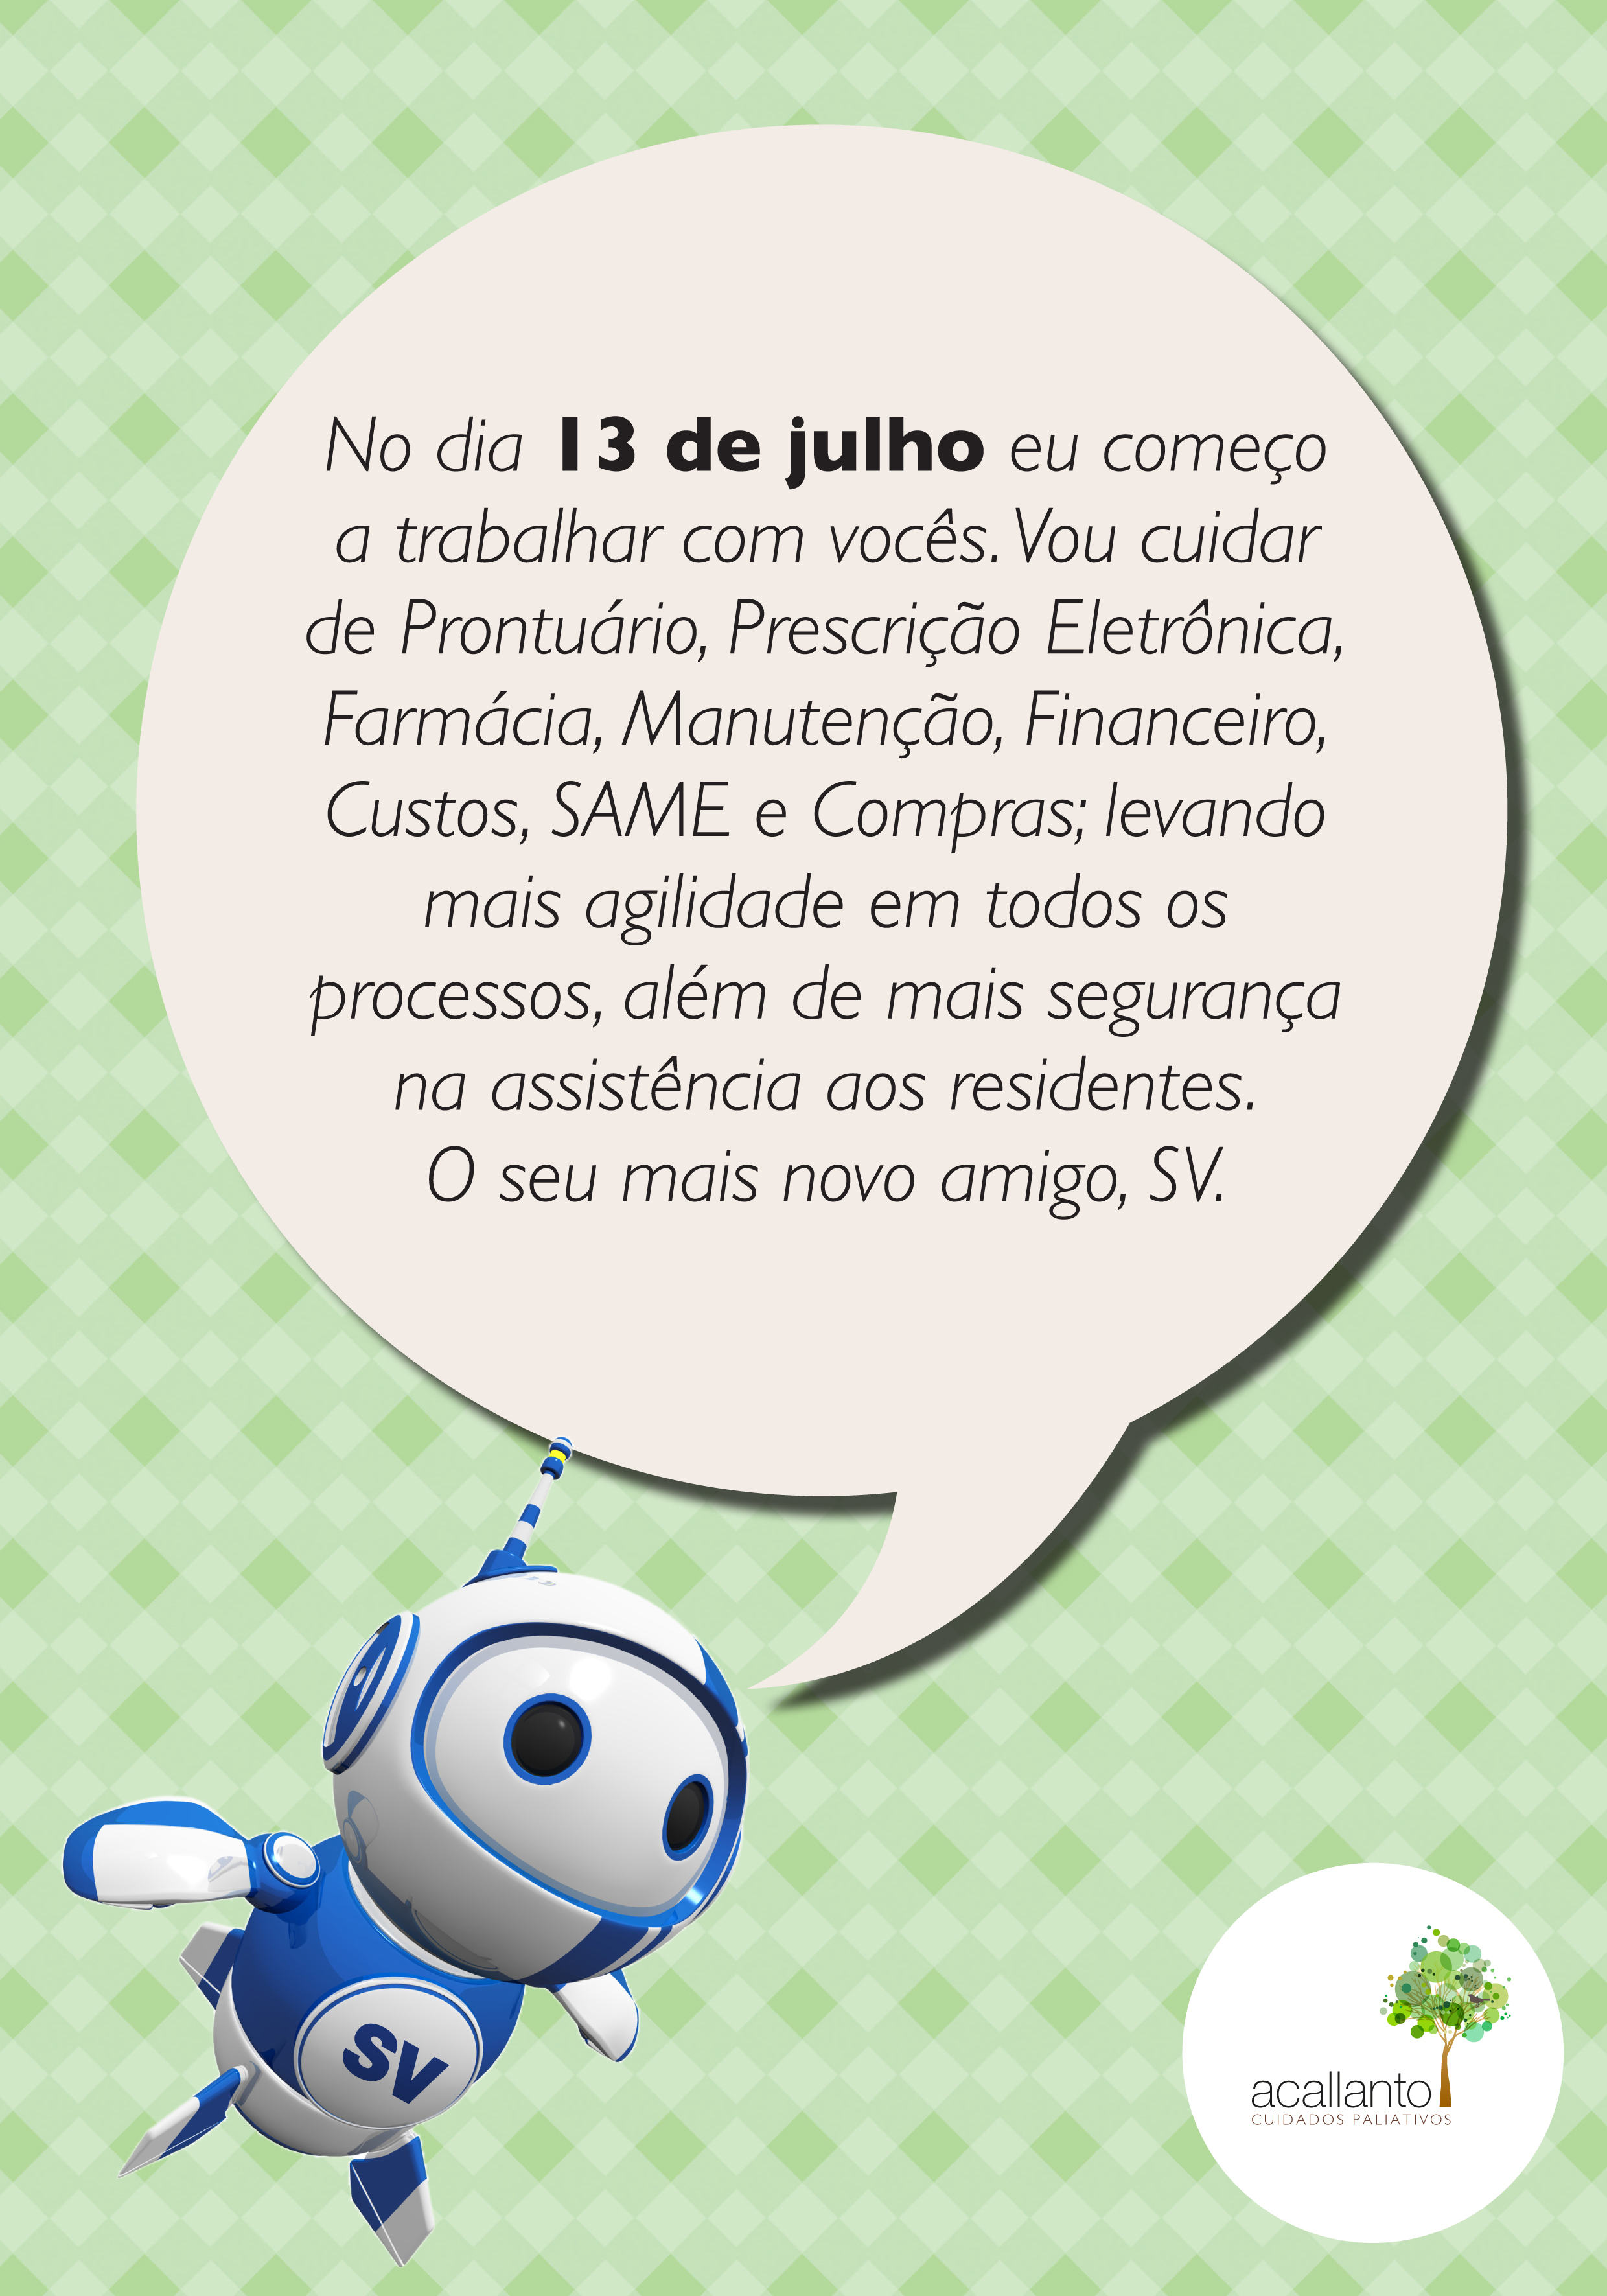 No dia 13 de julho eu começo
a trabalhar com vocês. Vou cuidar
de Prontuário, Prescrição Eletrônica,
Farmácia, Manutenção, Financeiro,
Custos, SAME e Compras; levando
mais agilidade em todos os
processos, além de mais segurança
na assistência aos residentes.
O seu mais novo amigo, SV.
SV
acallanto
CUIDADOS PALIATIVOS